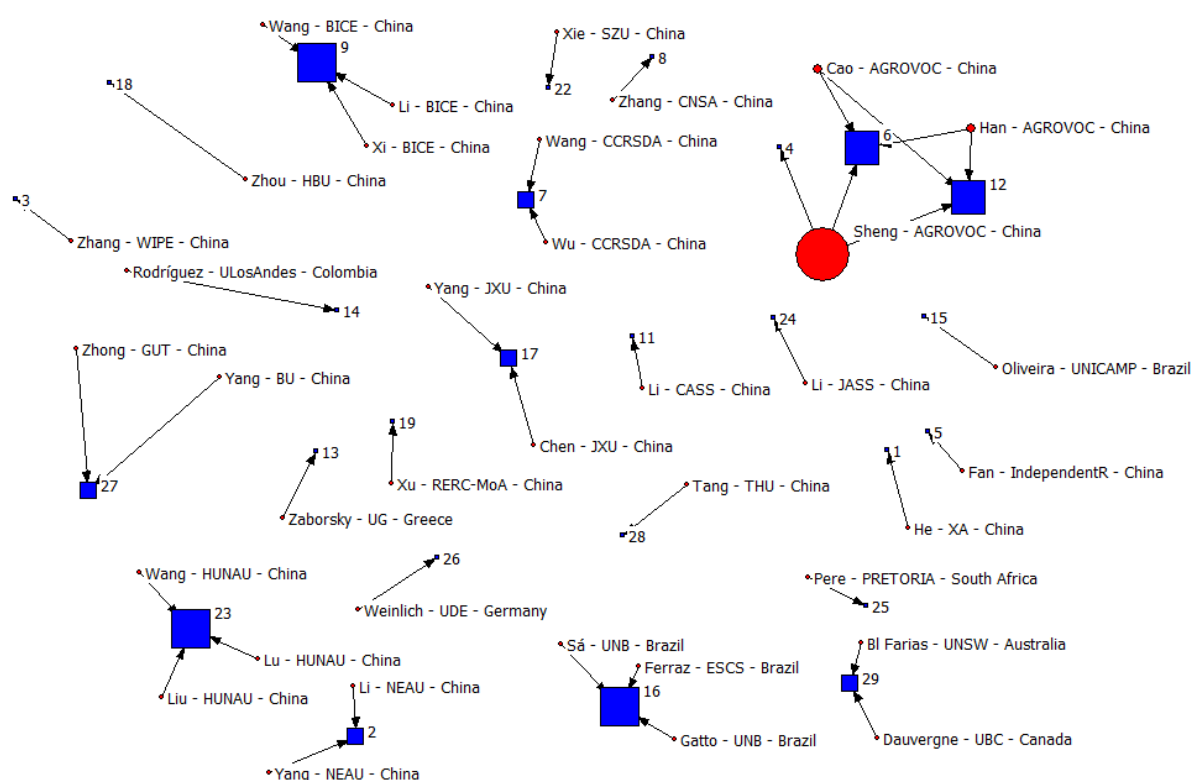 Wang - BICE - China
9
Xie - SZU - China
8
Cao - AGROVOC - China
18
22
Li - BICE - China
Zhang - CNSA - China
Xi - BICE - China
Wang - CCRSDA - China
6
Han - AGROVOC - China
4
Zhou - HBU - China
7
12
3
Zhang - WIPE - China
Wu - CCRSDA - China
Sheng - AGROVOC - China
Rodríguez - ULosAndes - Colombia
Yang - JXU - China
14
24
15
Zhong - GUT - China
11
17
Yang - BU - China
Li - CASS - China
Li - JASS - China
Oliveira - UNICAMP - Brazil
19
5
13
Chen - JXU - China
1
Fan - IndependentR - China
27
Xu - RERC-MoA - China
Tang - THU - China
Zaborsky - UG - Greece
28
He - XA - China
26
Wang - HUNAU - China
Pere - PRETORIA - South Africa
23
Weinlich - UDE - Germany
25
Sá - UNB - Brazil
Bl Farias - UNSW - Australia
Lu - HUNAU - China
Ferraz - ESCS - Brazil
Li - NEAU - China
29
Liu - HUNAU - China
16
2
Gatto - UNB - Brazil
Dauvergne - UBC - Canada
Yang - NEAU - China